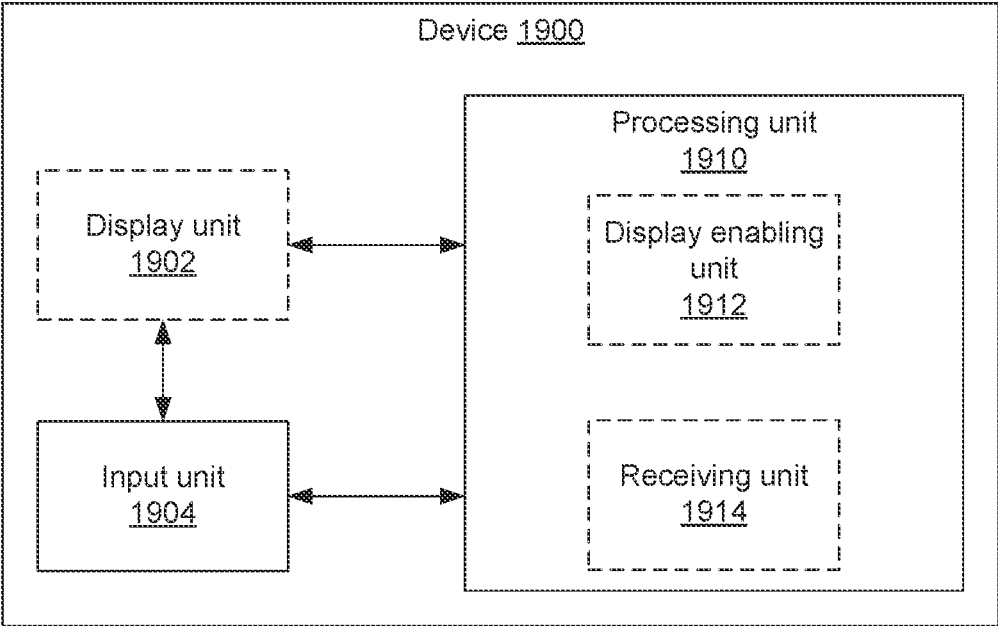 Device 1900
Processing unit
1910
Display unit
1902
Display enabling
unit
1912
Input unit
1904
Receiving unit
1914